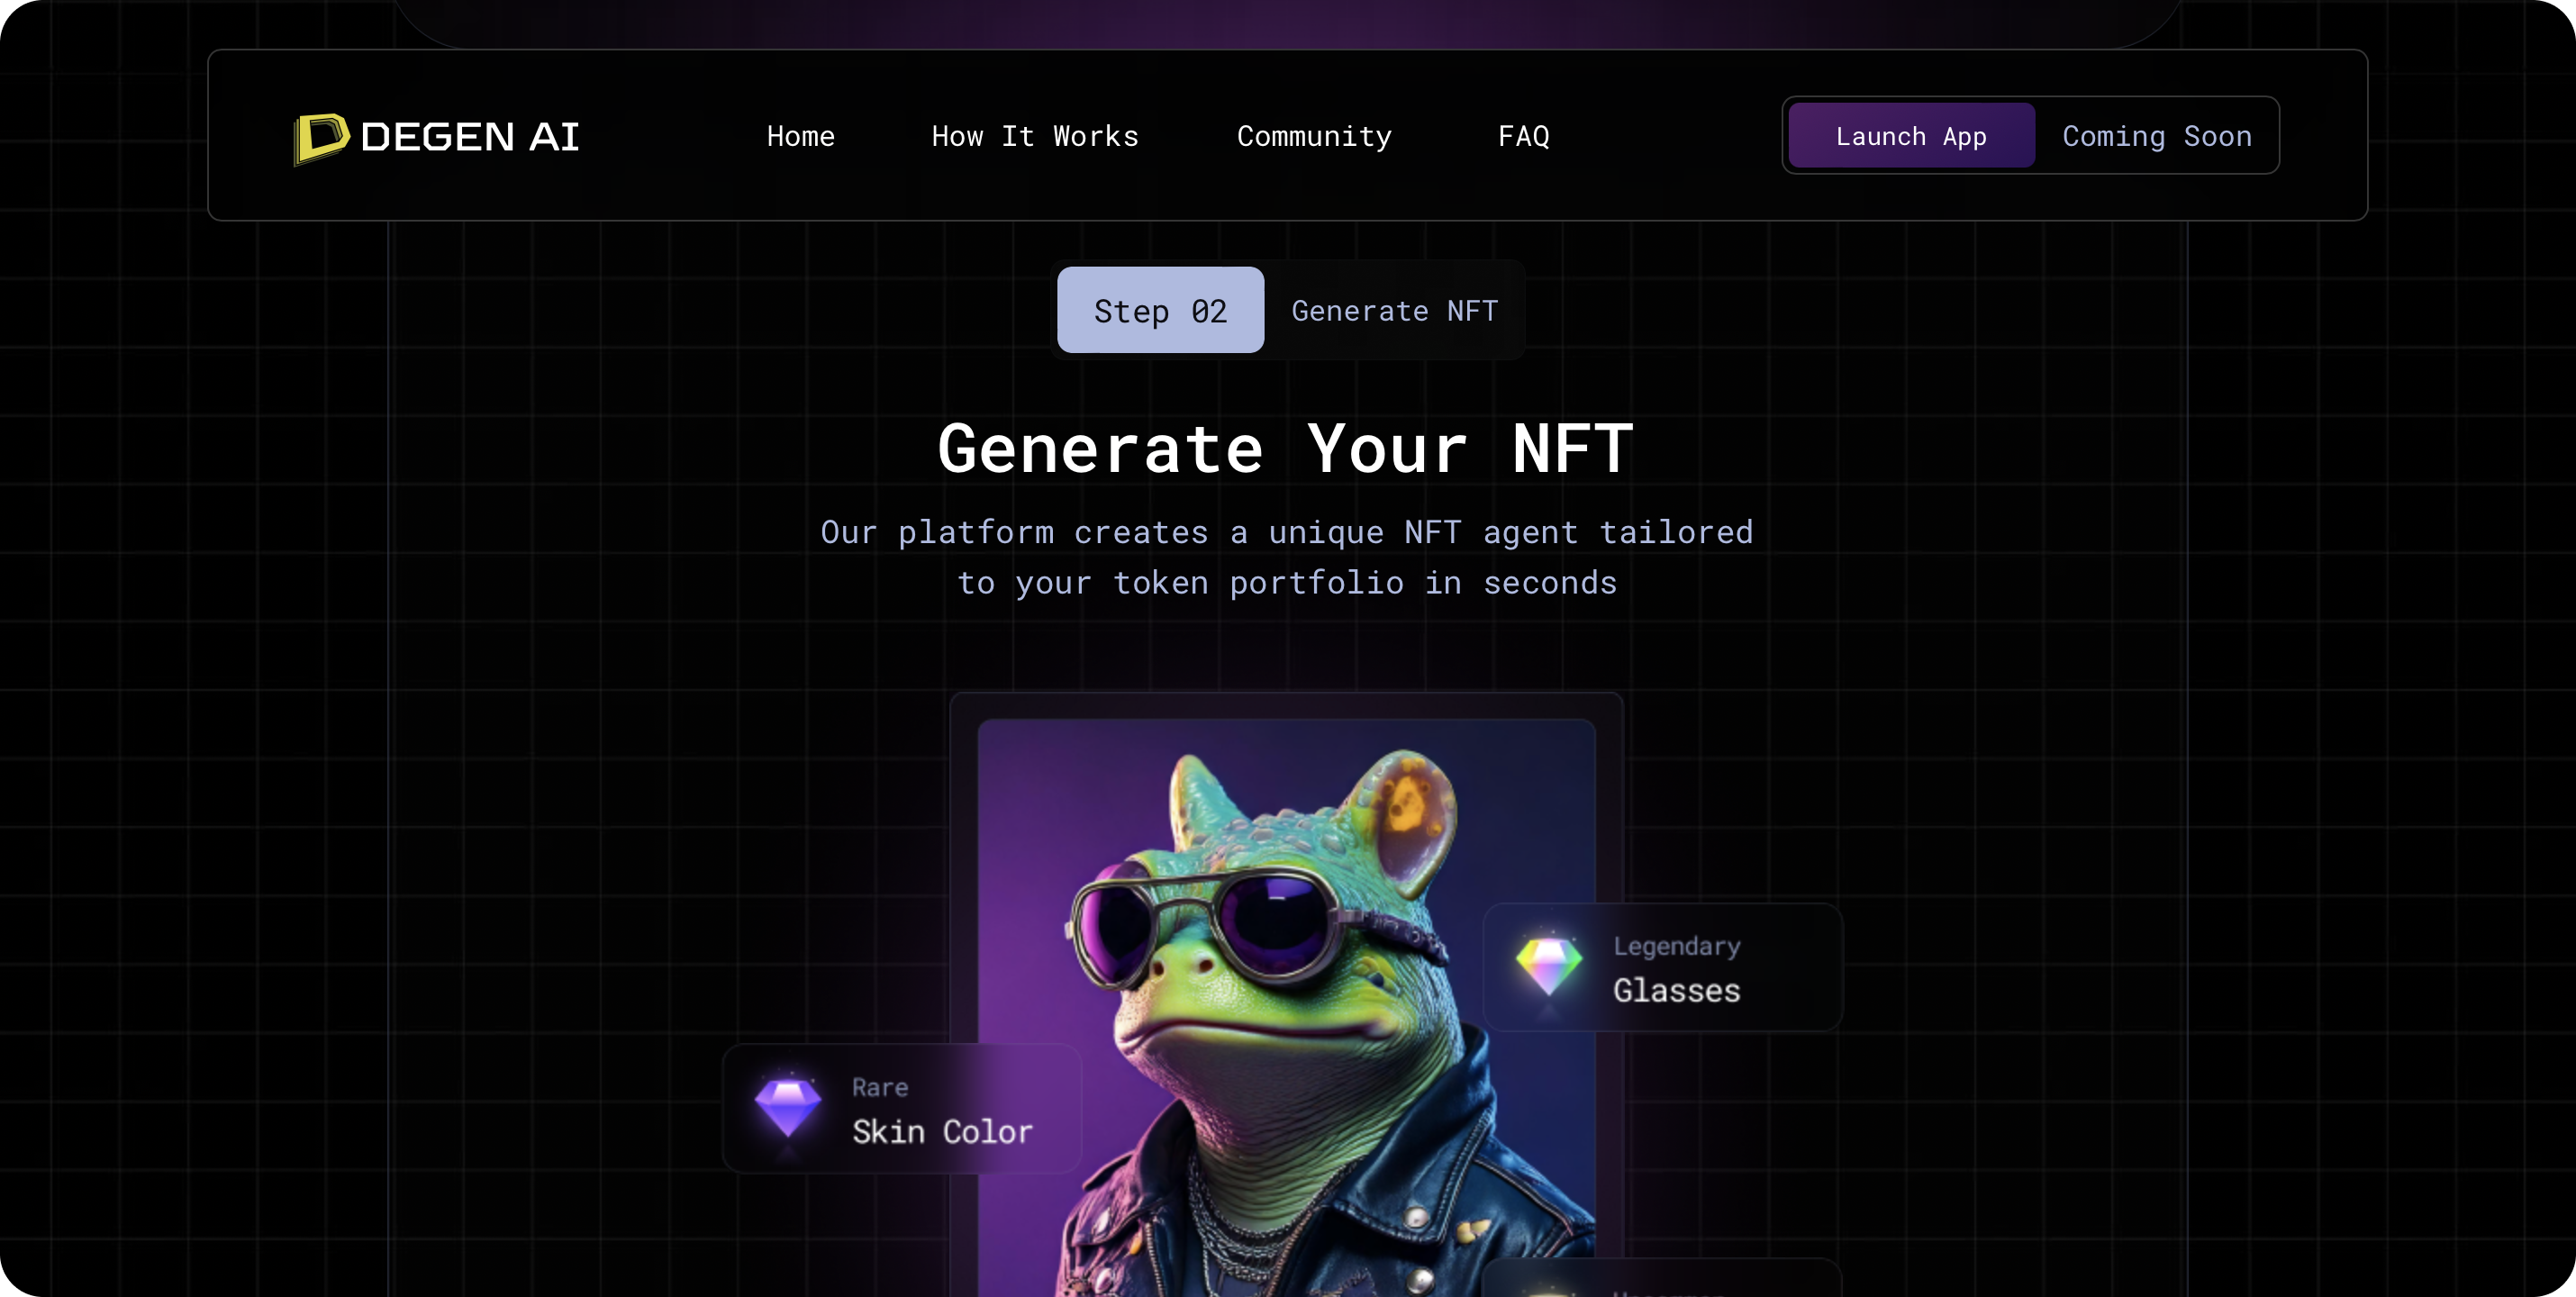 DEGEN AI
Home
How It Works
Community
FAQ
Launch App
Coming Soon
Step 02
Generate NFT
Generate Your NFT
Our platform creates a unique NFT agent tailored
to your token portfolio in seconds
Legendary
Glasses
Rare
Skin Color